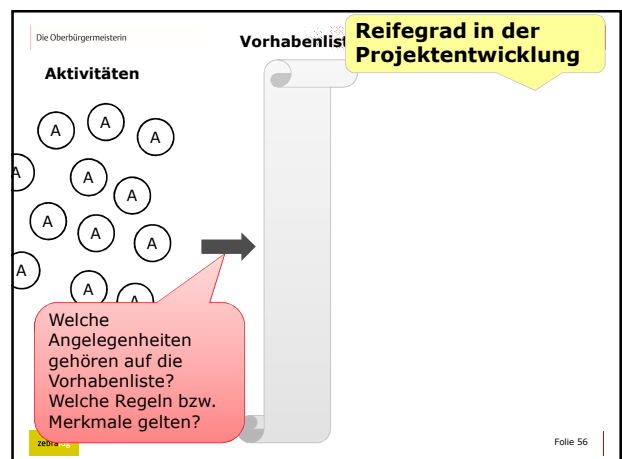 Die Oberbürgermeisterin
Vorhabenlist
Reifegrad in der
Projektentwicklung
Aktivitäten
A
A
A
A
A
A
A
A
A
A
A
A
Welche
Angelegenheiten
gehören auf die
Vorhabenliste?
Welche Regeln bzw.
Merkmale gelten?
zebra
Folie 56